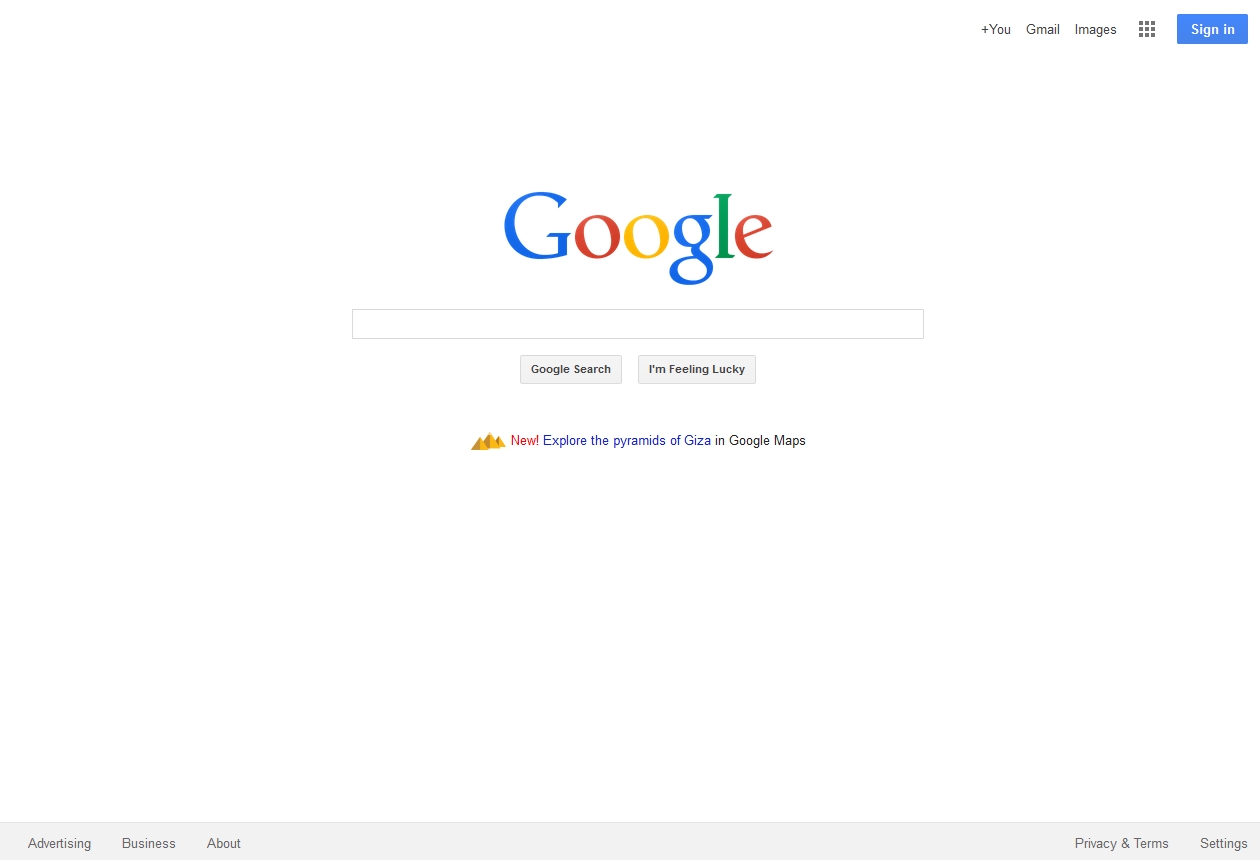 +You Gmail Images Sign in
Google
Google Search I'm Feeling Lucky
New! Explore the pyramids of Giza in Google Maps
Advertising Business About Privacy & Terms Settings